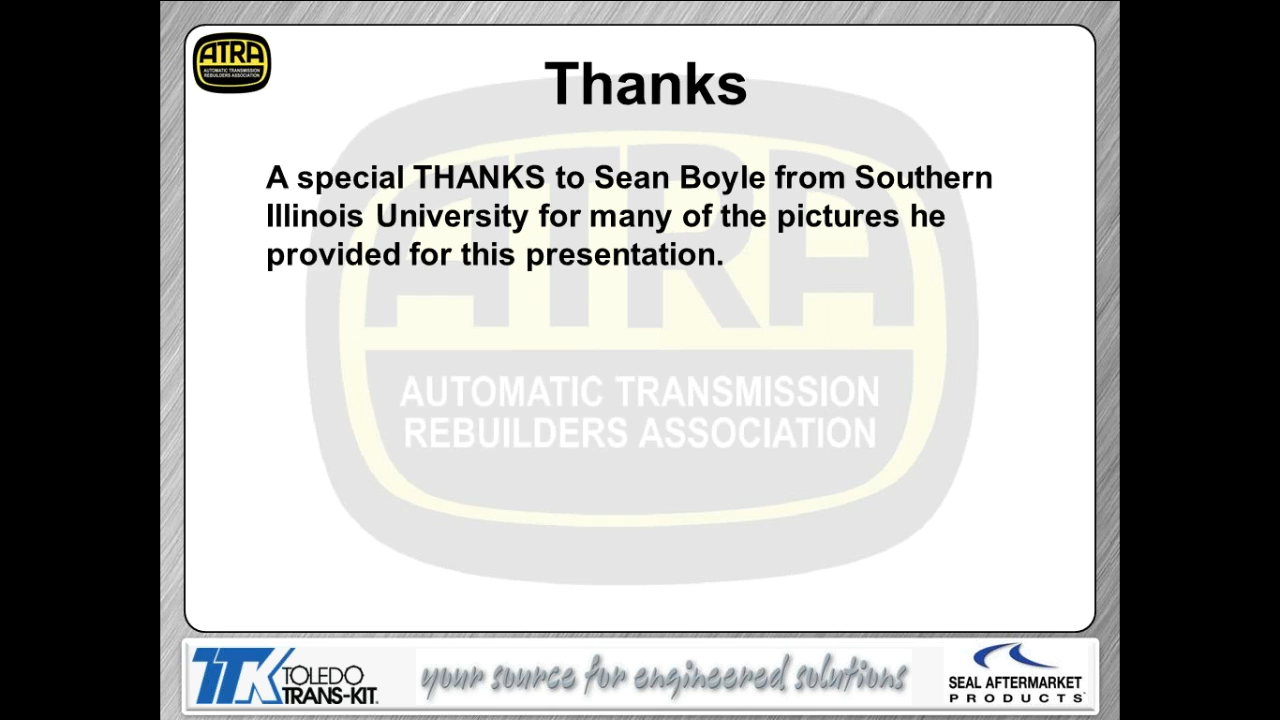 ATRA
AUTOMATIC TRANSMISSION
REBUILDERS ASSOCIATION
Thanks
A special THANKS to Sean Boyle from Southern
Illinois University for many of the pictures he
provided for this presentation.
ATRA
AUTOMATIC TRANSMISSION
REBUILDERS ASSOCIATION
TTK TOLEDO
TRANS-KIT.
your source for engineered solutions
SEAL AFTERMARKET
PRODUCTS